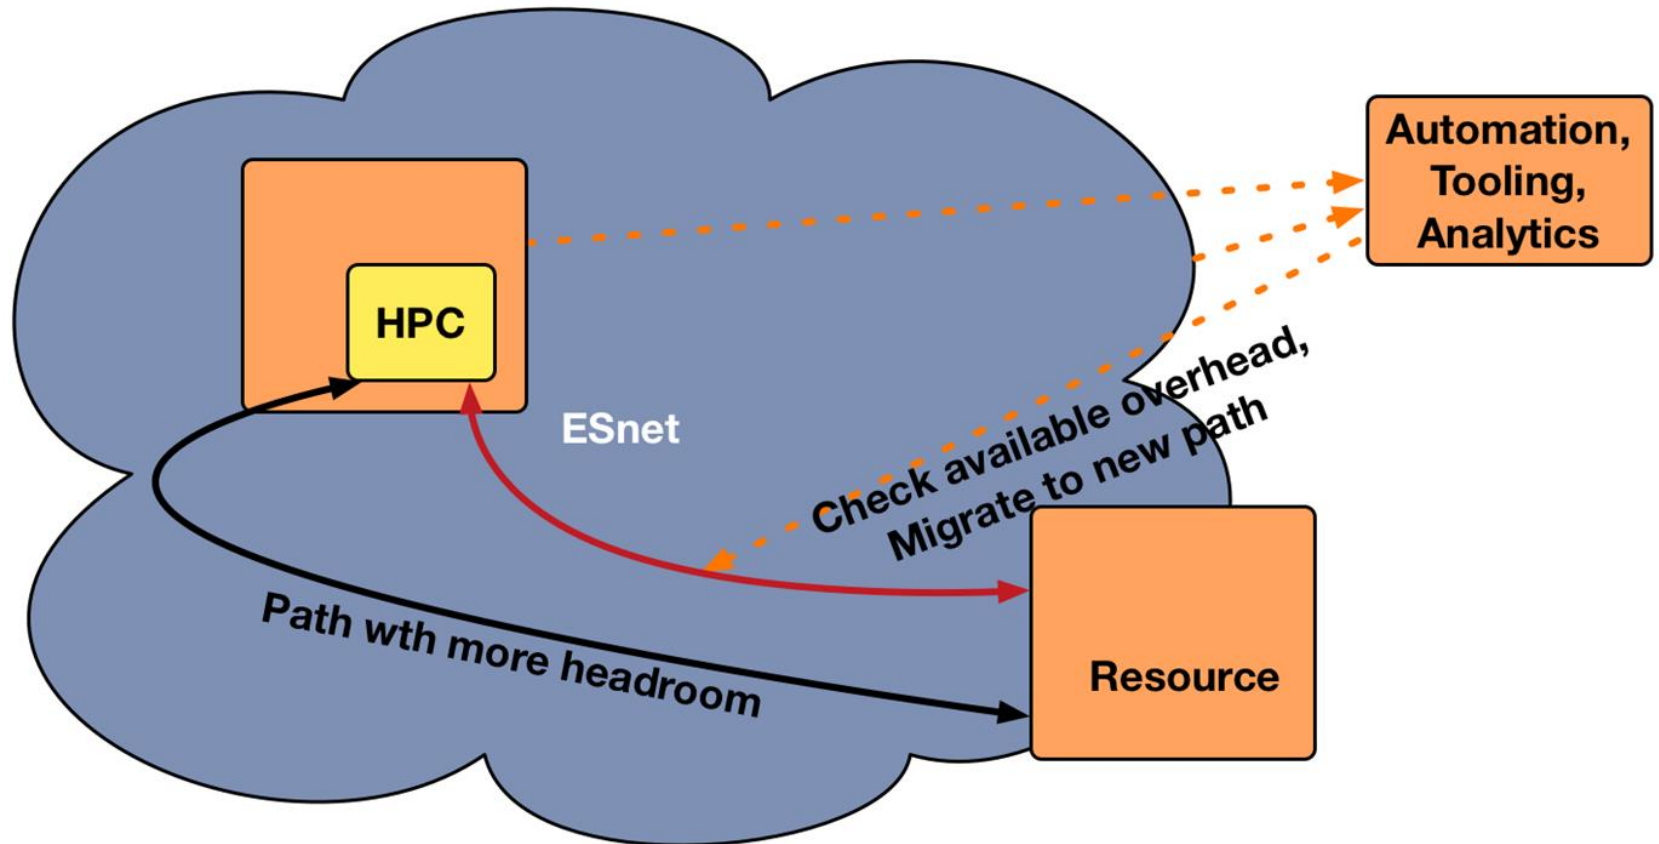 Automation,
Tooling,
Analytics
HPC
ESnet
Check available overhead,
Migrate to new path
Path wth more headroom
Resource